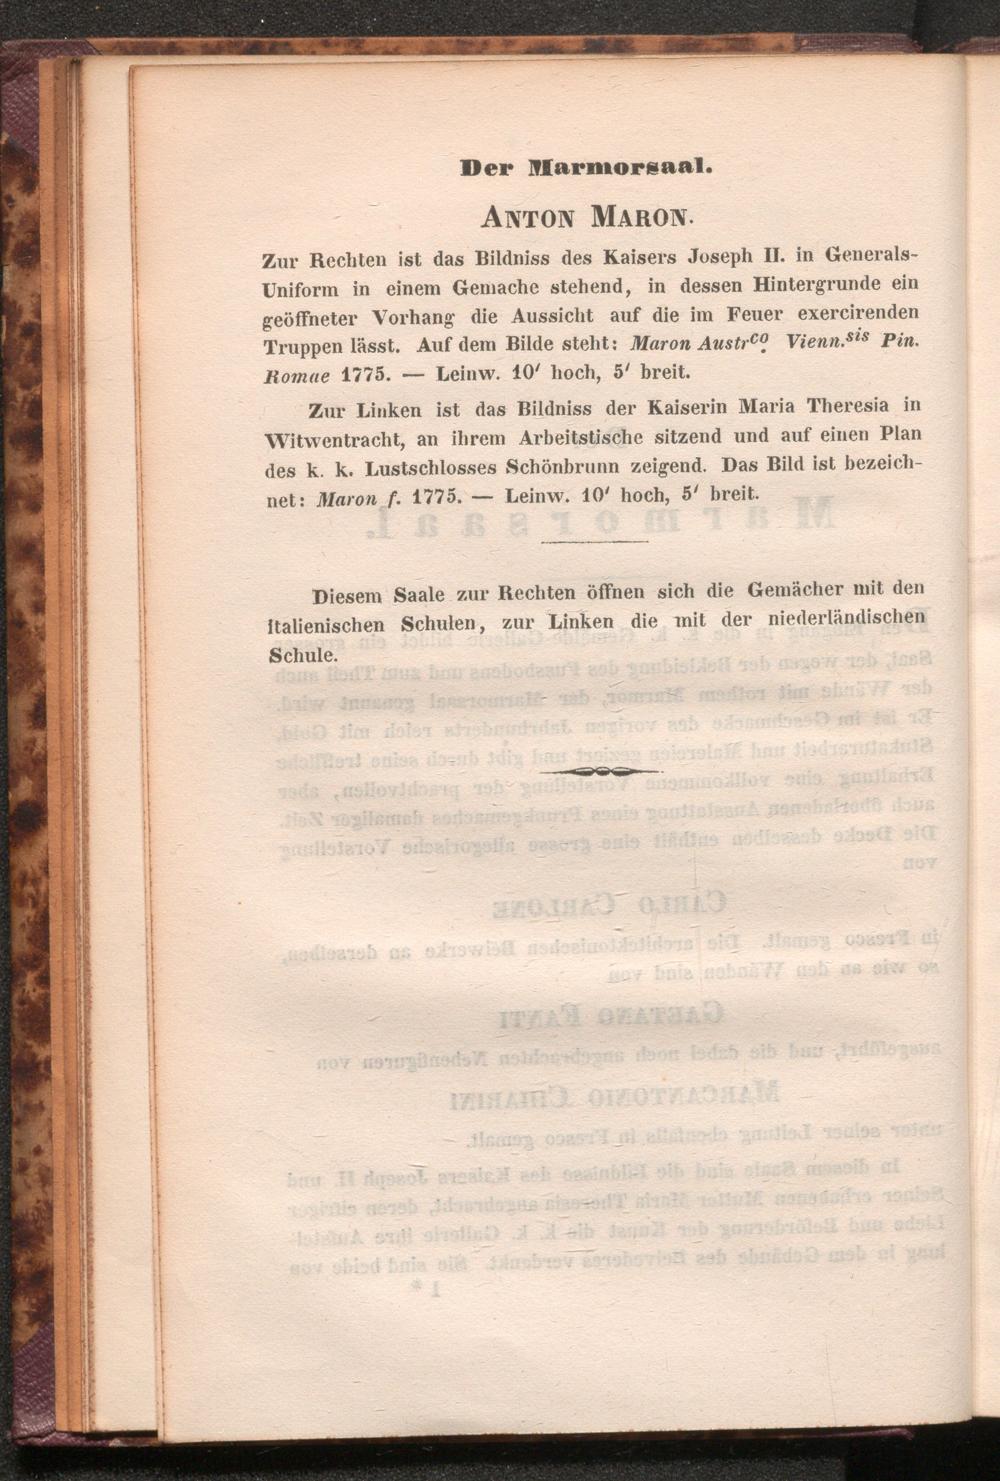 Der Marmorsaal.
ANTON MARON.
Zur Rechten ist das Bildniss des Kaisers Joseph II. in Generals-
Uniform in einem Gemache stehend, in dessen Hintergrunde ein
geöffneter Vorhang die Aussicht auf die im Feuer exercirenden
Truppen lässt. Auf dem Bilde steht: Maron Austrco. Vienn.sis Pin.
Romae 1775. — Leinw. 10′ hoch, 5′ breit.
Zur Linken ist das Bildniss der Kaiserin Maria Theresia in
Witwentracht, an ihrem Arbeitstische sitzend und auf einen Plan
des k. k. Lustschlosses Schönbrunn zeigend. Das Bild ist bezeich-
net: Maron f. 1775. — Leinw. 10′ hoch, 5′ breit.
Diesem Saale zur Rechten öffnen sich die Gemächer mit den
italienischen Schulen, zur Linken die mit der niederländischen
Schule.